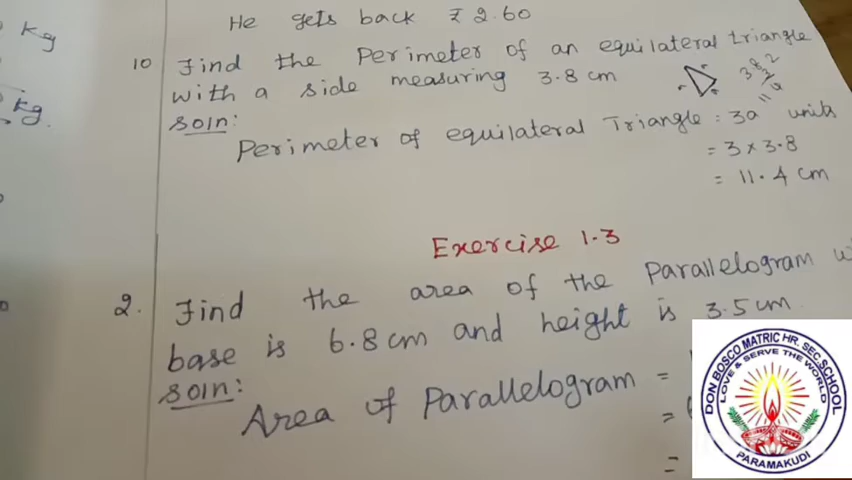 Kg
He gets back ₹ 2.60
10 Find the Perimeter of an equilateral triangle
with a side measuring 3.8 cm
Kg.
Soln:
Perimeter of equilateral Triangle = 3a units
= 3 x 3.8
= 11.4 cm
Exercise 1.3
2. Find the area of the Parallelogram
base is 6.8 cm and height is 3.5 cm.
Soln:
Area of Parallelogram =
=
=
DON BOSCO MATRIC HR. SEC. SCHOOL
LOVE & SERVE THE WORLD
PARAMAKUDI